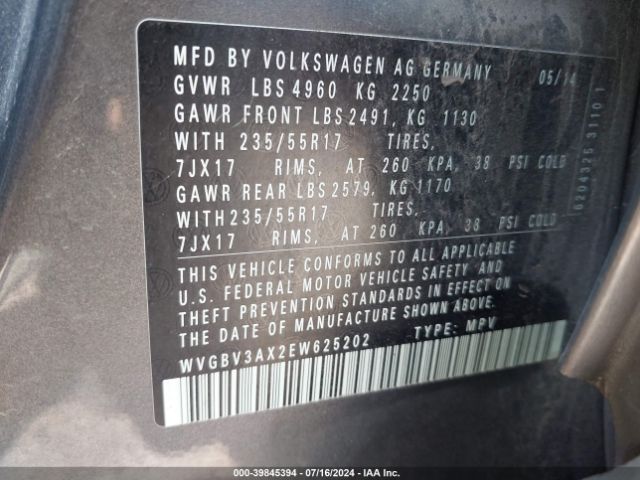 MFD BY VOLKSWAGEN AG GERMANY 05/14
GVWR LBS 4960 KG 2250
GAWR FRONT LBS 2491, KG 1130
WITH 235/55R17 TIRES,
7JX17 RIMS, AT 260 KPA, 38 PSI COLD
GAWR REAR LBS 2579, KG 1170
WITH 235/55R17 TIRES,
7JX17 RIMS, AT 260 KPA, 38 PSI COLD
THIS VEHICLE CONFORMS TO ALL APPLICABLE
U.S. FEDERAL MOTOR VEHICLE SAFETY AND
THEFT PREVENTION STANDARDS IN EFFECT ON
THE DATE OF MANUFACTURE SHOWN ABOVE.
WVGBV3AX2EW625202 TYPE: MPV
0204325 3110 1
000-39845394 - 07/16/2024 - IAA Inc.